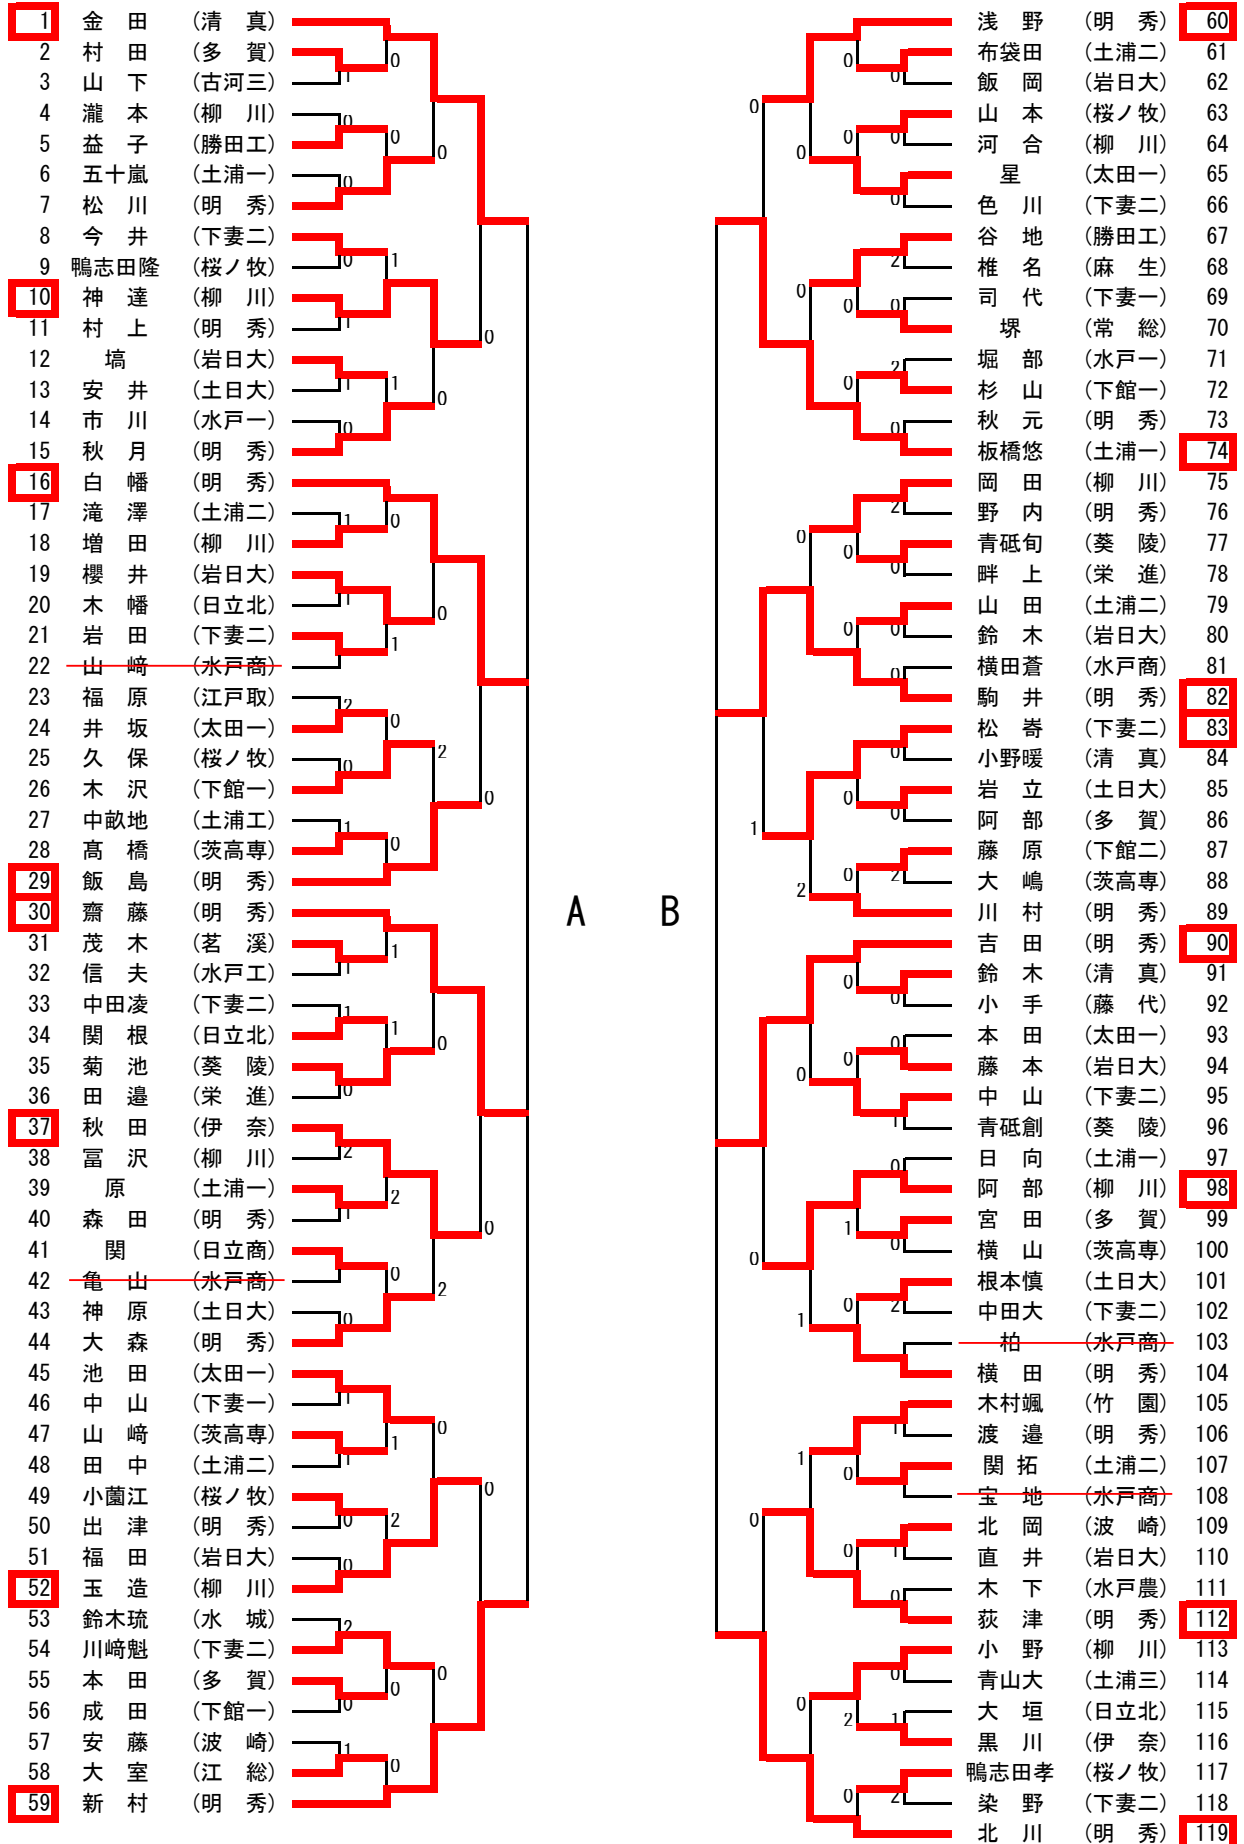 1 金田 (清真)
2 村田 (多賀)
3 山下 (古河三)
4 瀧本 (柳川)
5 益子 (勝田工)
6 五十嵐 (土浦一)
7 松川 (明秀)
8 今井 (下妻二)
9 鴨志田隆 (桜ノ牧)
10 神達 (柳川)
11 村上 (明秀)
12 塙 (岩日大)
13 安井 (土日大)
14 市川 (水戸一)
15 秋月 (明秀)
16 白幡 (明秀)
17 滝澤 (土浦二)
18 増田 (柳川)
19 櫻井 (岩日大)
20 木幡 (日立北)
21 岩田 (下妻二)
22 山﨑 (水戸商)
23 福原 (江戸取)
24 井坂 (太田一)
25 久保 (桜ノ牧)
26 木沢 (下館一)
27 中畝地 (土浦工)
28 髙橋 (茨高専)
29 飯島 (明秀)
30 齋藤 (明秀)
31 茂木 (茗溪)
32 信夫 (水戸工)
33 中田凌 (下妻二)
34 関根 (日立北)
35 菊池 (葵陵)
36 田邉 (栄進)
37 秋田 (伊奈)
38 冨沢 (柳川)
39 原 (土浦一)
40 森田 (明秀)
41 関 (日立商)
42 亀山 (水戸商)
43 神原 (土日大)
44 大森 (明秀)
45 池田 (太田一)
46 中山 (下妻一)
47 山﨑 (茨高専)
48 田中 (土浦二)
49 小薗江 (桜ノ牧)
50 出津 (明秀)
51 福田 (岩日大)
52 玉造 (柳川)
53 鈴木琉 (水城)
54 川﨑魁 (下妻二)
55 本田 (多賀)
56 成田 (下館一)
57 安藤 (波崎)
58 大室 (江総)
59 新村 (明秀)
A B
浅野 (明秀) 60
布袋田 (土浦二) 61
飯岡 (岩日大) 62
山本 (桜ノ牧) 63
河合 (柳川) 64
星 (太田一) 65
色川 (下妻二) 66
谷地 (勝田工) 67
椎名 (麻生) 68
司代 (下妻一) 69
堺 (常総) 70
堀部 (水戸一) 71
杉山 (下館一) 72
秋元 (明秀) 73
板橋悠 (土浦一) 74
岡田 (柳川) 75
野内 (明秀) 76
青砥旬 (葵陵) 77
畔上 (栄進) 78
山田 (土浦二) 79
鈴木 (岩日大) 80
横田蒼 (水戸商) 81
駒井 (明秀) 82
松嵜 (下妻二) 83
小野暖 (清真) 84
岩立 (土日大) 85
阿部 (多賀) 86
藤原 (下館二) 87
大嶋 (茨高専) 88
川村 (明秀) 89
吉田 (明秀) 90
鈴木 (清真) 91
小手 (藤代) 92
本田 (太田一) 93
藤本 (岩日大) 94
中山 (下妻二) 95
青砥創 (葵陵) 96
日向 (土浦一) 97
阿部 (柳川) 98
宮田 (多賀) 99
横山 (茨高専) 100
根本慎 (土日大) 101
中田大 (下妻二) 102
柏 (水戸商) 103
横田 (明秀) 104
木村颯 (竹園) 105
渡邉 (明秀) 106
関拓 (土浦二) 107
宝地 (水戸商) 108
北岡 (波崎) 109
直井 (岩日大) 110
木下 (水戸農) 111
荻津 (明秀) 112
小野 (柳川) 113
青山大 (土浦三) 114
大垣 (日立北) 115
黒川 (伊奈) 116
鴨志田孝 (桜ノ牧) 117
染野 (下妻二) 118
北川 (明秀) 119